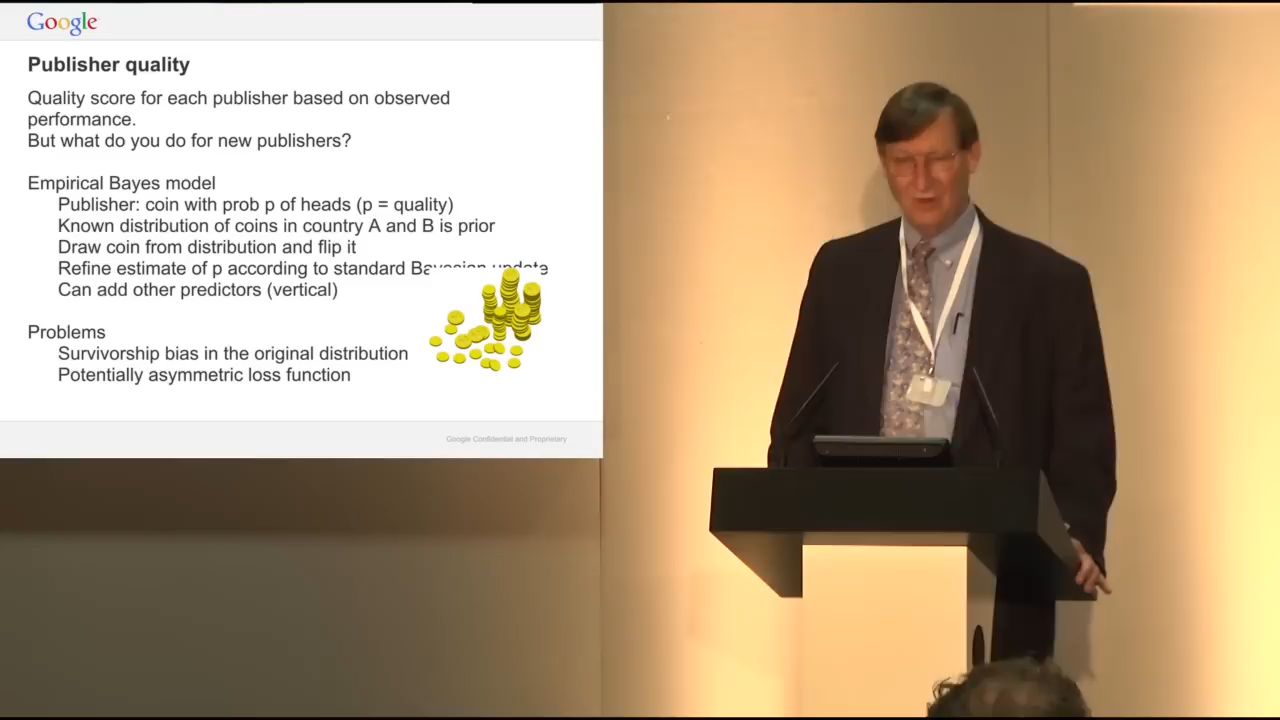 Google
Publisher quality
Quality score for each publisher based on observed
performance.
But what do you do for new publishers?
Empirical Bayes model
Publisher: coin with prob p of heads (p = quality)
Known distribution of coins in country A and B is prior
Draw coin from distribution and flip it
Refine estimate of p according to standard Bayesian update
Can add other predictors (vertical)
Problems
Survivorship bias in the original distribution
Potentially asymmetric loss function
Google Confidential and Proprietary